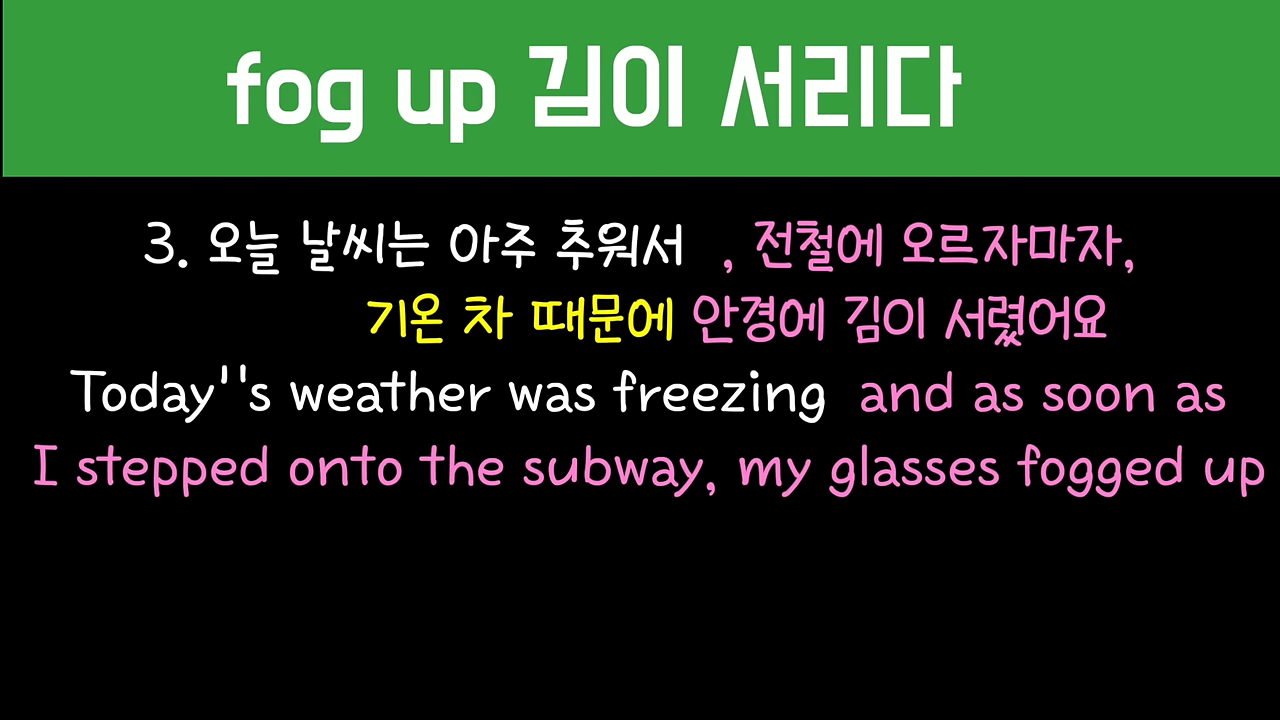 fog up 김이 서리다
3. 오늘 날씨는 아주 추워서 , 전철에 오르자마자,
기온 차 때문에 안경에 김이 서렸어요
Today''s weather was freezing and as soon as
I stepped onto the subway, my glasses fogged up